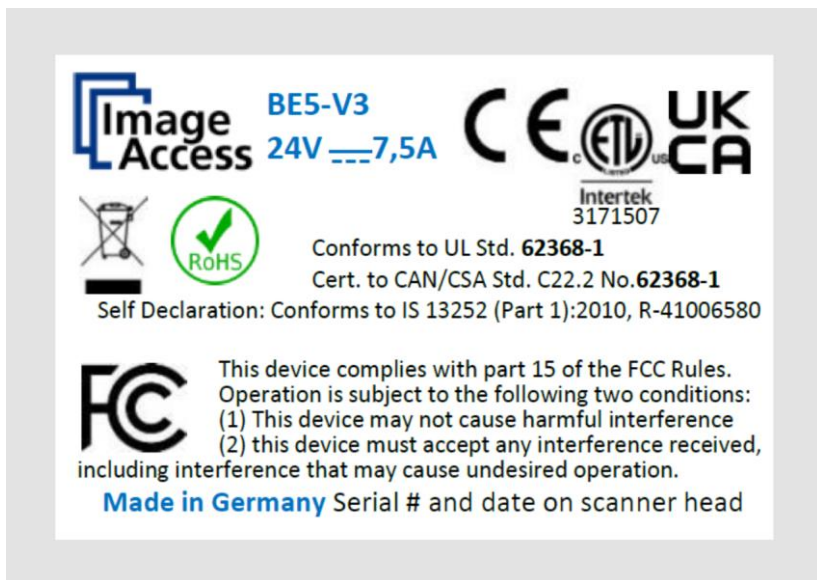 Image
Access
BE5-V3
24V 7,5A
CE
c ETL us
LISTED
Intertek
3171507
UK
CA
RoHS
Conforms to UL Std. 62368-1
Cert. to CAN/CSA Std. C22.2 No.62368-1
Self Declaration: Conforms to IS 13252 (Part 1):2010, R-41006580
FC
This device complies with part 15 of the FCC Rules.
Operation is subject to the following two conditions:
(1) This device may not cause harmful interference
(2) this device must accept any interference received,
including interference that may cause undesired operation.
Made in Germany Serial # and date on scanner head